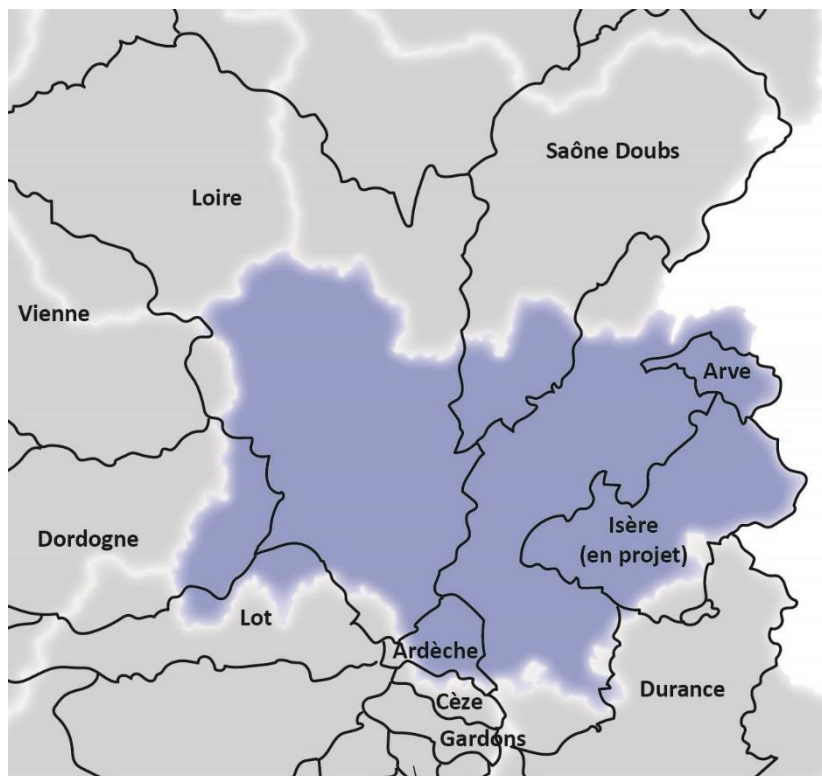 Saône Doubs
Loire
Vienne
Arve
Isère
(en projet)
Dordogne
Lot
Ardèche
Durance
Cèze
Gardons